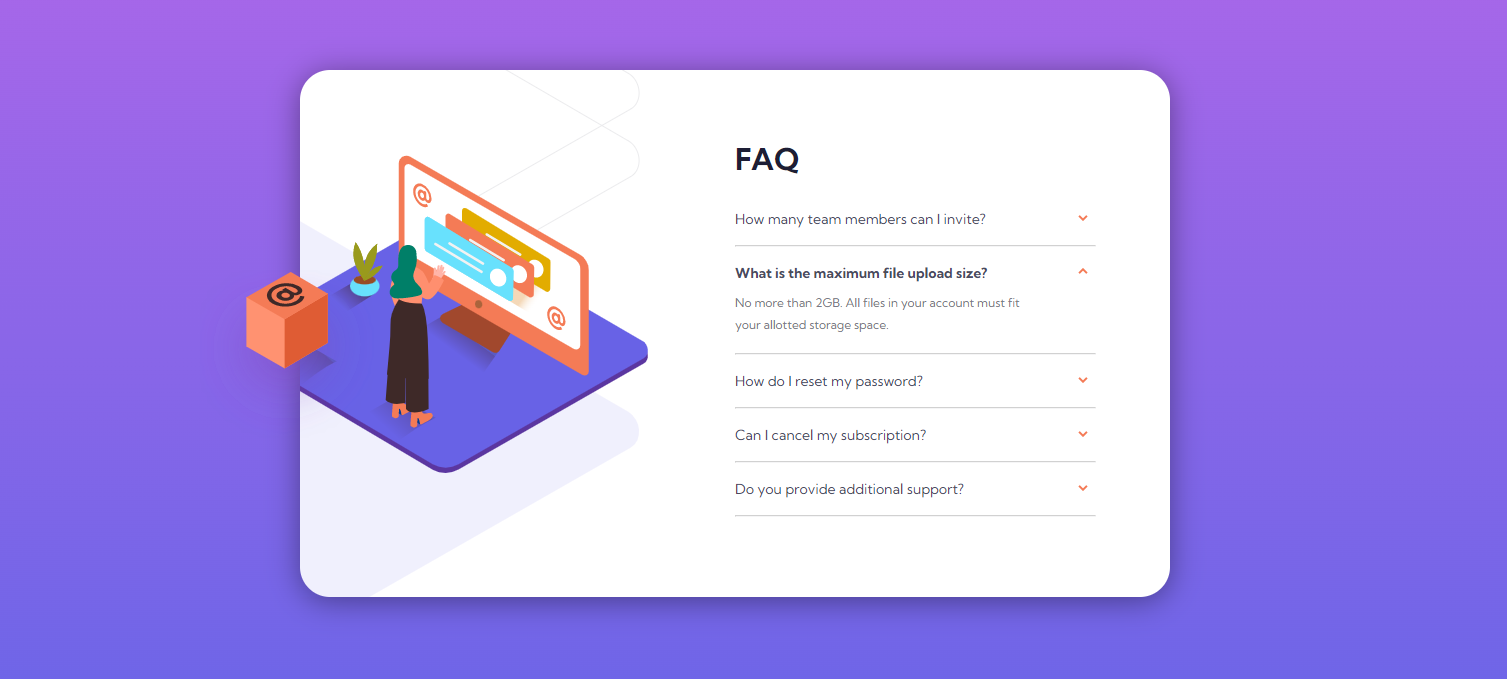 FAQ
How many team members can I invite?
What is the maximum file upload size?
No more than 2GB. All files in your account must fit
your allotted storage space.
How do I reset my password?
Can I cancel my subscription?
Do you provide additional support?
@
@
@